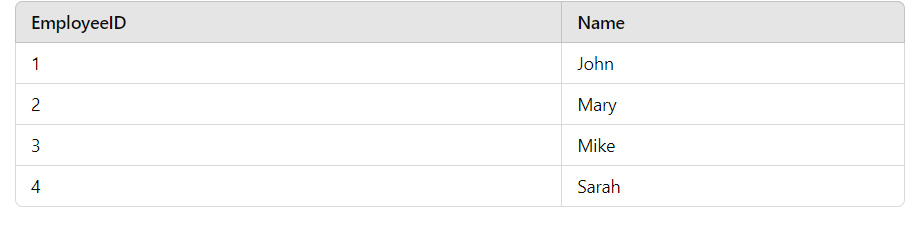 EmployeeID Name
1 John
2 Mary
3 Mike
4 Sarah